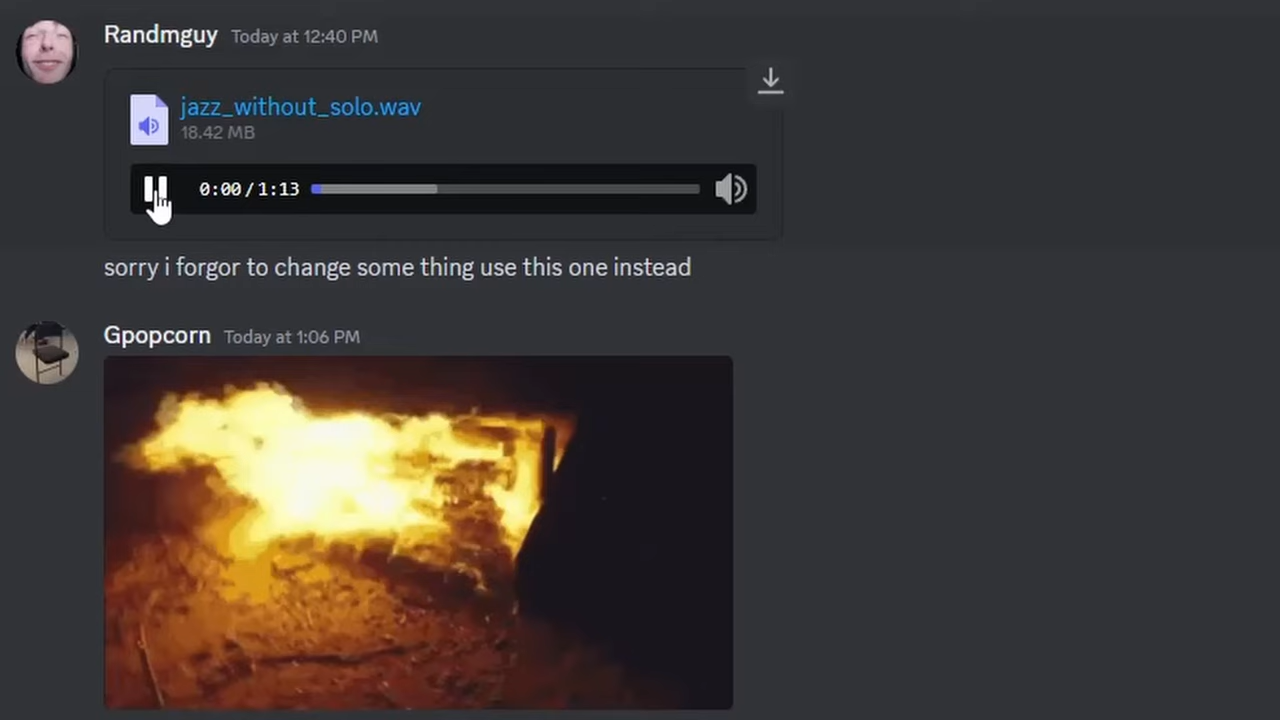 Randmguy Today at 12:40 PM
jazz_without_solo.wav
18.42 MB
0:00/1:13
sorry i forgor to change some thing use this one instead
Gpopcorn Today at 1:06 PM